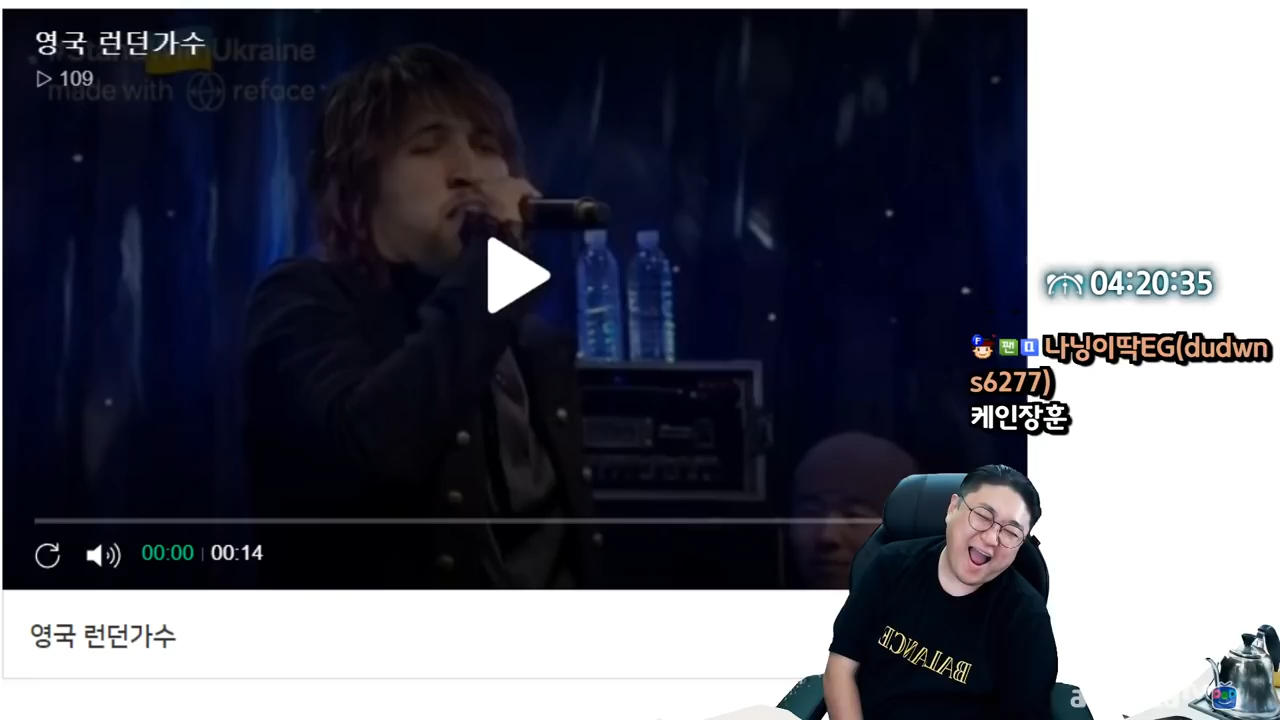 영국 런던가수
Ukraine
109
made with reface
04:20:35
F 팬 n 나닝이딱EG(dudwn
s6277)
케인장훈
00:00 00:14
영국 런던가수
BALANCE